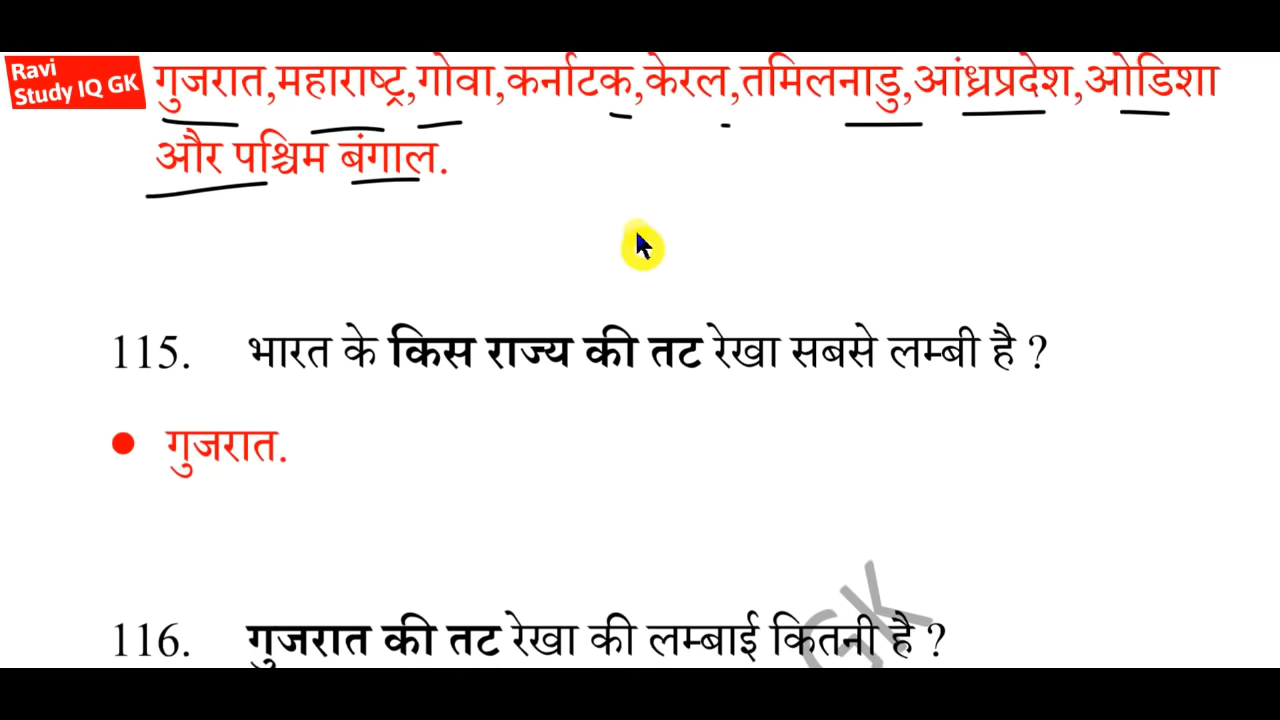 Ravi
Study IQ GK
गुजरात,महाराष्ट्र,गोवा,कर्नाटक,केरल,तमिलनाडु,आंध्रप्रदेश,ओडिशा
और पश्चिम बंगाल.
115. भारत के किस राज्य की तट रेखा सबसे लम्बी है ?
गुजरात.
116. गुजरात की तट रेखा की लम्बाई कितनी है ?
GK